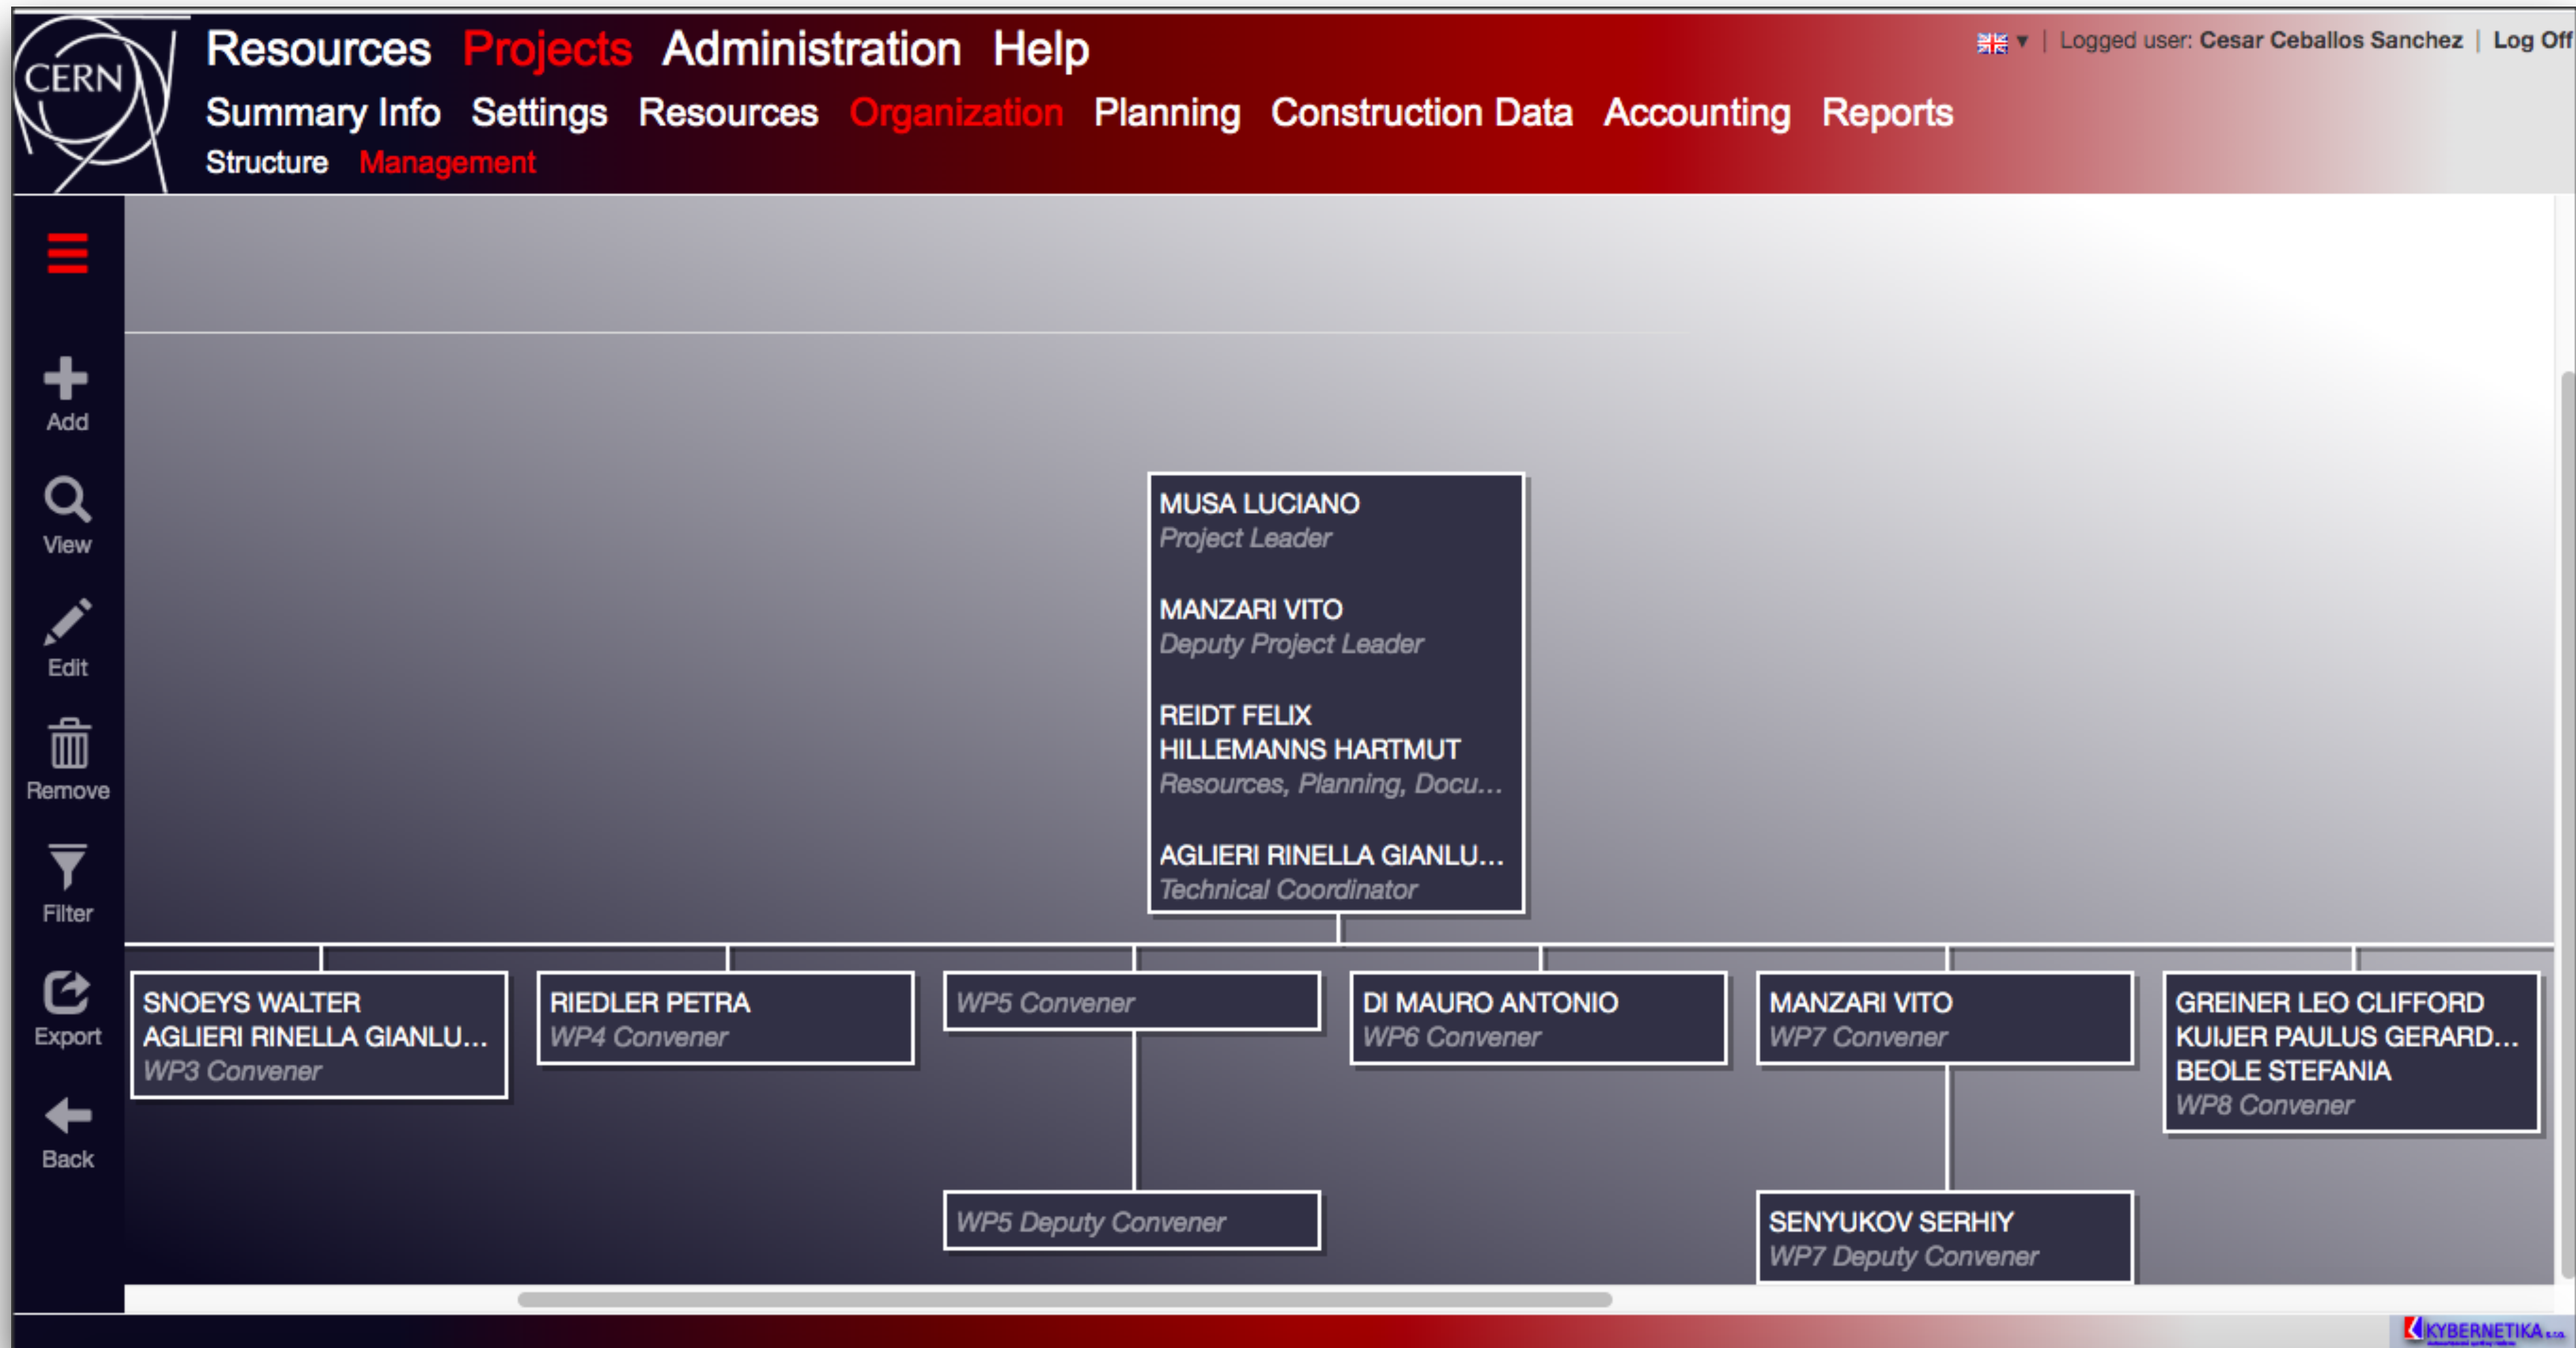 CERN
Resources Projects Administration Help
▼ | Logged user: Cesar Ceballos Sanchez | Log Off
Summary Info Settings Resources Organization Planning Construction Data Accounting Reports
Structure Management
Add
View
Edit
Remove
Filter
Export
Back
MUSA LUCIANO
Project Leader
MANZARI VITO
Deputy Project Leader
REIDT FELIX
HILLEMANNS HARTMUT
Resources, Planning, Docu...
AGLIERI RINELLA GIANLU...
Technical Coordinator
SNOEYS WALTER
AGLIERI RINELLA GIANLU...
WP3 Convener
RIEDLER PETRA
WP4 Convener
WP5 Convener
WP5 Deputy Convener
DI MAURO ANTONIO
WP6 Convener
MANZARI VITO
WP7 Convener
SENYUKOV SERHIY
WP7 Deputy Convener
GREINER LEO CLIFFORD
KUIJER PAULUS GERARD...
BEOLE STEFANIA
WP8 Convener
KYBERNETIKA s.r.o.